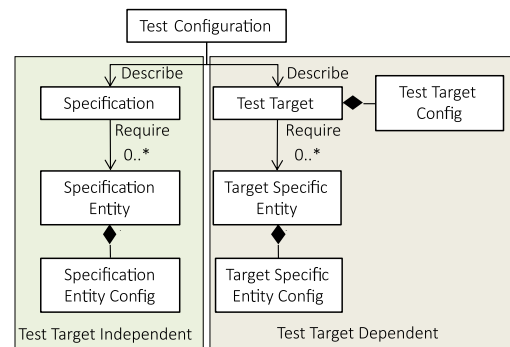 Test Configuration
Describe
Describe
Specification
Test Target
Test Target
Config
Require
0..*
Require
0..*
Specification
Entity
Target Specific
Entity
Specification
Entity Config
Target Specific
Entity Config
Test Target Independent
Test Target Dependent